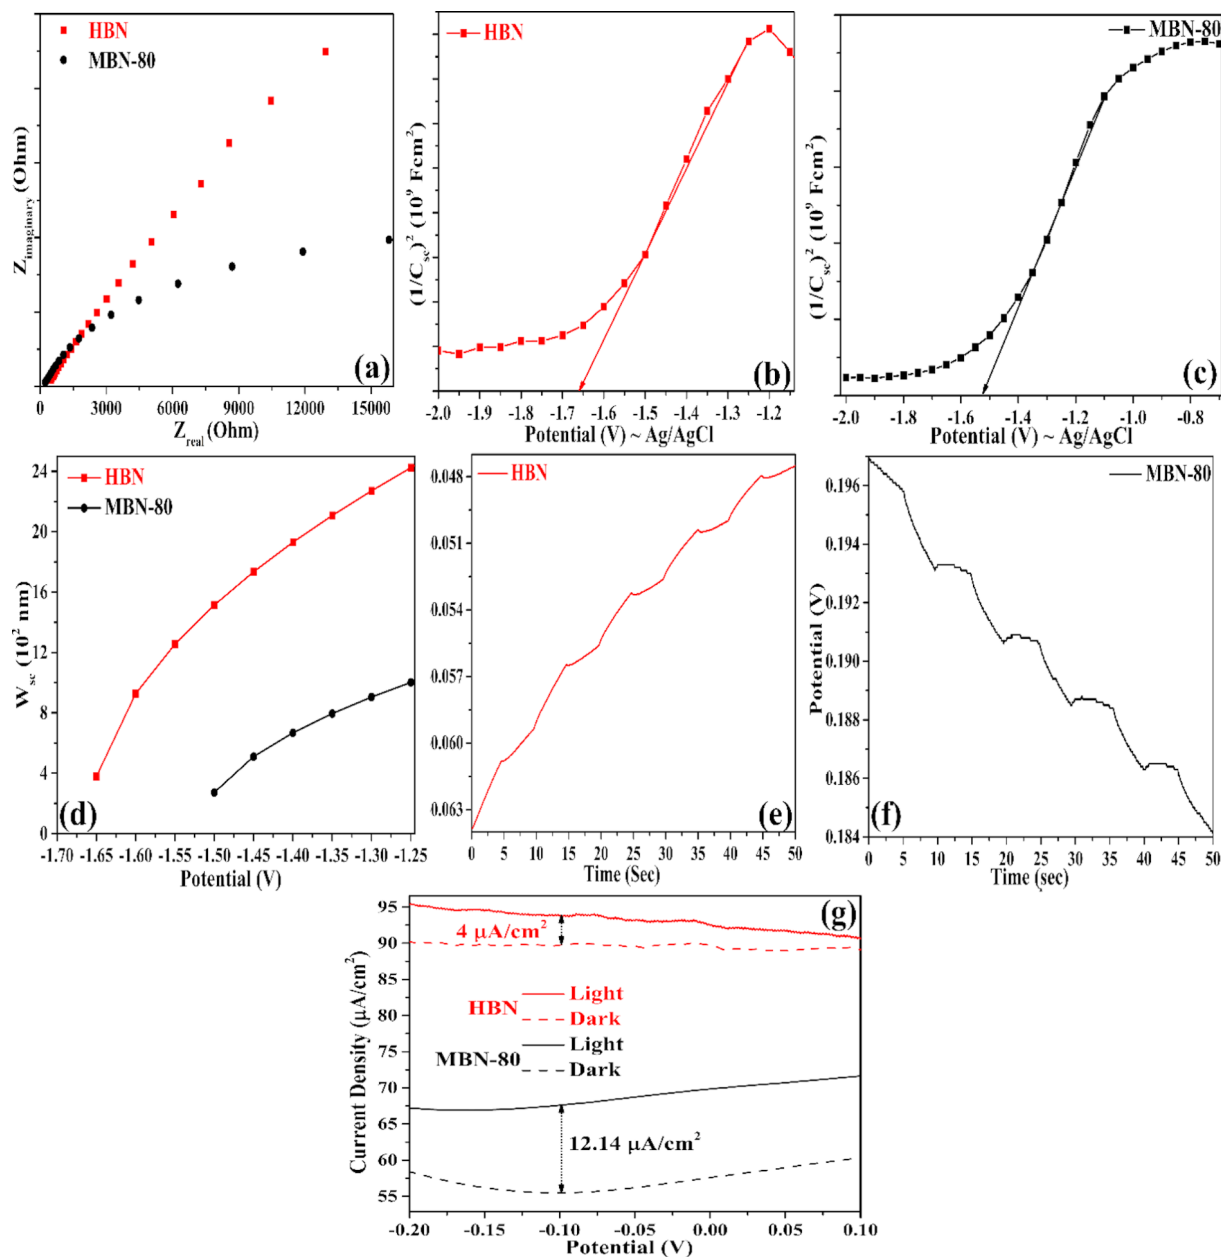 HBN
MBN-80
Z imaginary (Ohm)
(a)
0 3000 6000 9000 12000 15000
Z real (Ohm)
HBN
(1/C sc)² (10⁹ Fcm²)
(b)
-2.0 -1.9 -1.8 -1.7 -1.6 -1.5 -1.4 -1.3 -1.2
Potential (V) ~ Ag/AgCl
MBN-80
(1/C sc)² (10⁹ Fcm²)
(c)
-2.0 -1.8 -1.6 -1.4 -1.2 -1.0 -0.8
Potential (V) ~ Ag/AgCl
HBN
MBN-80
W sc (10² nm)
24
20
16
12
8
4
0
(d)
-1.70 -1.65 -1.60 -1.55 -1.50 -1.45 -1.40 -1.35 -1.30 -1.25
Potential (V)
HBN
0.048
0.051
0.054
0.057
0.060
0.063
(e)
0 5 10 15 20 25 30 35 40 45 50
Time (Sec)
MBN-80
Potential (V)
0.196
0.194
0.192
0.190
0.188
0.186
0.184
(f)
0 5 10 15 20 25 30 35 40 45 50
Time (sec)
(g)
Current Density (µA/cm²)
95
90
85
80
75
70
65
60
55
4 µA/cm²
HBN
Light
Dark
MBN-80
Light
Dark
12.14 µA/cm²
-0.20 -0.15 -0.10 -0.05 0.00 0.05 0.10
Potential (V)